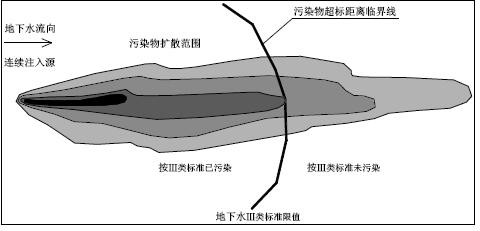 污染物超标距离临界线
地下水流向
污染物扩散范围
连续注入源
按Ⅲ类标准已污染
按Ⅲ类标准未污染
地下水Ⅲ类标准限值